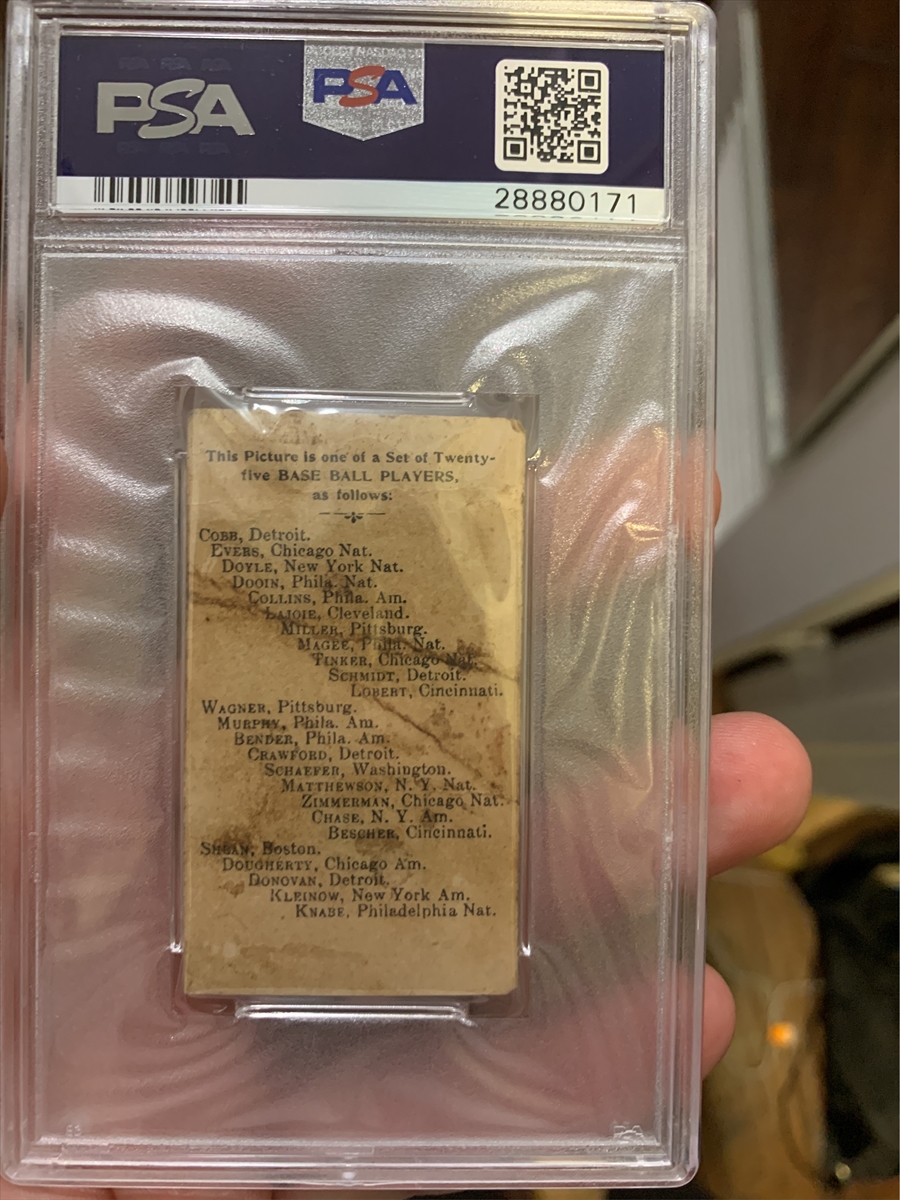 PSA
PSA
28880171
This Picture is one of a Set of Twenty-
five BASE BALL PLAYERS,
as follows:
COBB, Detroit.
EVERS, Chicago Nat.
DOYLE, New York Nat.
DOOIN, Phila. Nat.
COLLINS, Phila. Am.
LAJOIE, Cleveland.
MILLER, Pittsburg.
MAGEE, Phila. Nat.
TINKER, Chicago Nat.
SCHMIDT, Detroit.
LOBERT, Cincinnati.
WAGNER, Pittsburg.
MURPHY, Phila. Am.
BENDER, Phila. Am.
CRAWFORD, Detroit.
SCHAEFER, Washington.
MATTHEWSON, N. Y. Nat.
ZIMMERMAN, Chicago Nat.
CHASE, N. Y. Am.
BESCHER, Cincinnati.
Boston.
DOUGHERTY, Chicago Am.
DONOVAN, Detroit.
KLEINOW, New York Am.
KNABE, Philadelphia Nat.